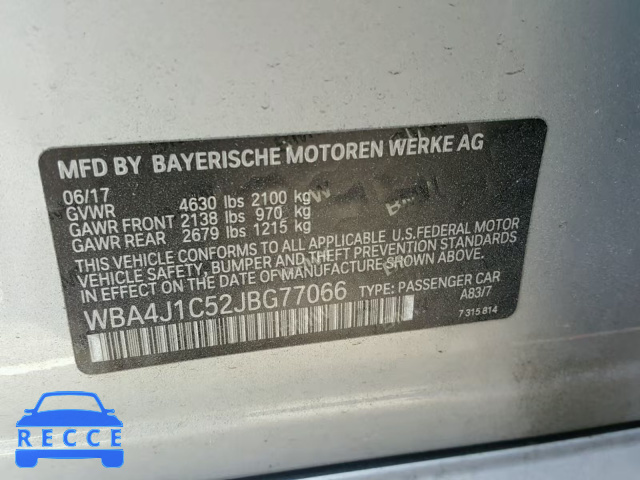 MFD BY BAYERISCHE MOTOREN WERKE AG
06/17
GVWR 4630 lbs 2100 kg
GAWR FRONT 2138 lbs 970 kg
GAWR REAR 2679 lbs 1215 kg
THIS VEHICLE CONFORMS TO ALL APPLICABLE U.S.FEDERAL MOTOR
VEHICLE SAFETY, BUMPER AND THEFT PREVENTION STANDARDS
IN EFFECT ON THE DATE OF MANUFACTURE SHOWN ABOVE.
WBA4J1C52JBG77066 TYPE: PASSENGER CAR
A83/7
7 315 814
RECCE